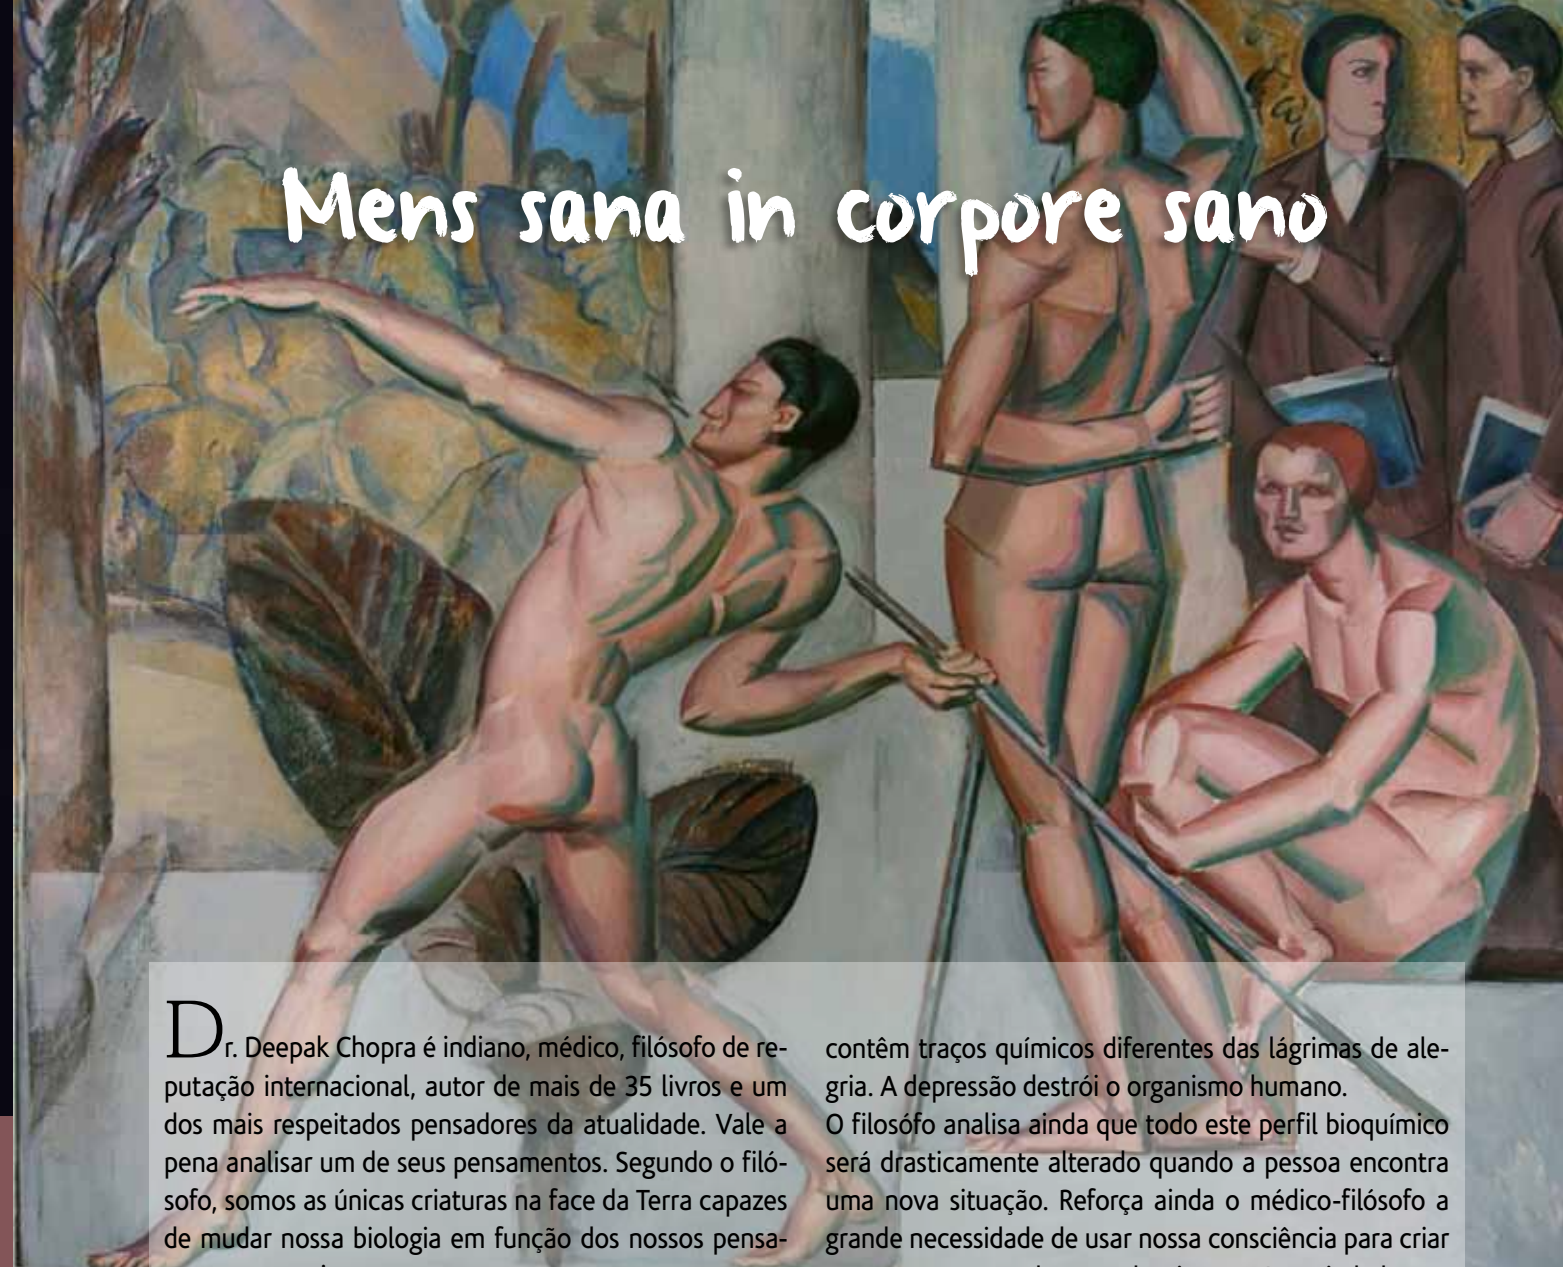 Mens sana in corpore sano
Dr. Deepak Chopra é indiano, médico, filósofo de re-
putação internacional, autor de mais de 35 livros e um
dos mais respeitados pensadores da atualidade. Vale a
pena analisar um de seus pensamentos. Segundo o filó-
sofo, somos as únicas criaturas na face da Terra capazes
de mudar nossa biologia em função dos nossos pensa-
contêm traços químicos diferentes das lágrimas de ale-
gria. A depressão destrói o organismo humano.
O filosófo analisa ainda que todo este perfil bioquímico
será drasticamente alterado quando a pessoa encontra
uma nova situação. Reforça ainda o médico-filósofo a
grande necessidade de usar nossa consciência para criar